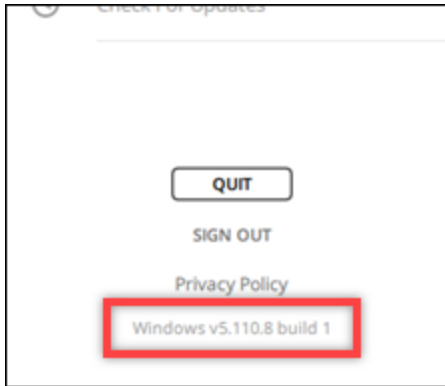 Check For Updates
QUIT
SIGN OUT
Privacy Policy
Windows v5.110.8 build 1